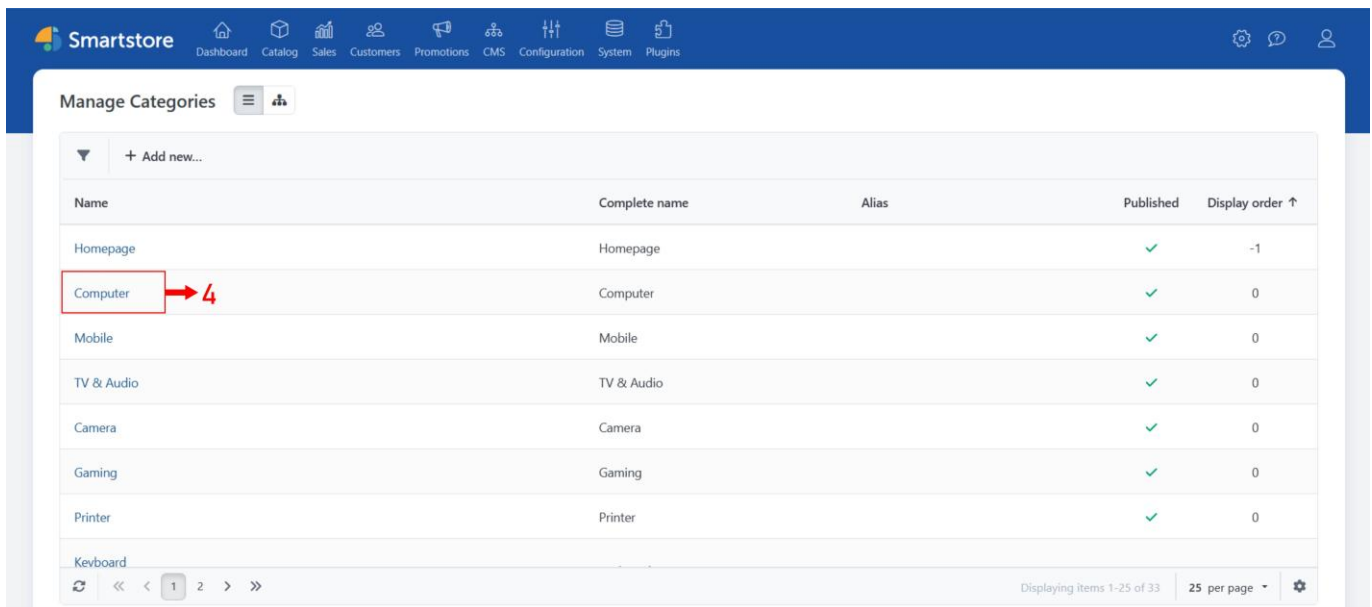 Smartstore
Dashboard Catalog Sales Customers Promotions CMS Configuration System Plugins
Manage Categories
+ Add new...
Name Complete name Alias Published Display order ↑
Homepage Homepage -1
Computer 4 Computer 0
Mobile Mobile 0
TV & Audio TV & Audio 0
Camera Camera 0
Gaming Gaming 0
Printer Printer 0
Keyboard
1 2 Displaying items 1-25 of 33 25 per page